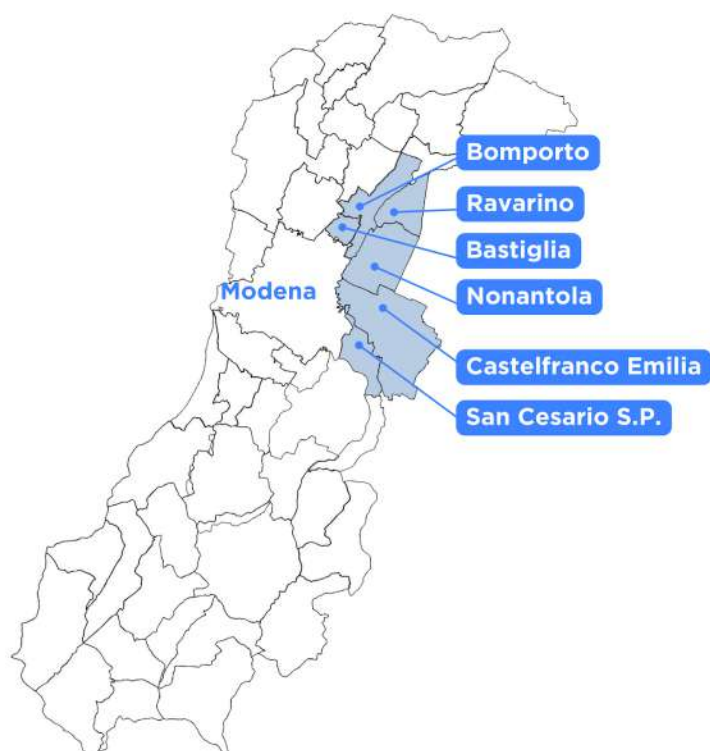 Bomporto
Ravarino
Bastiglia
Modena
Nonantola
Castelfranco Emilia
San Cesario S.P.